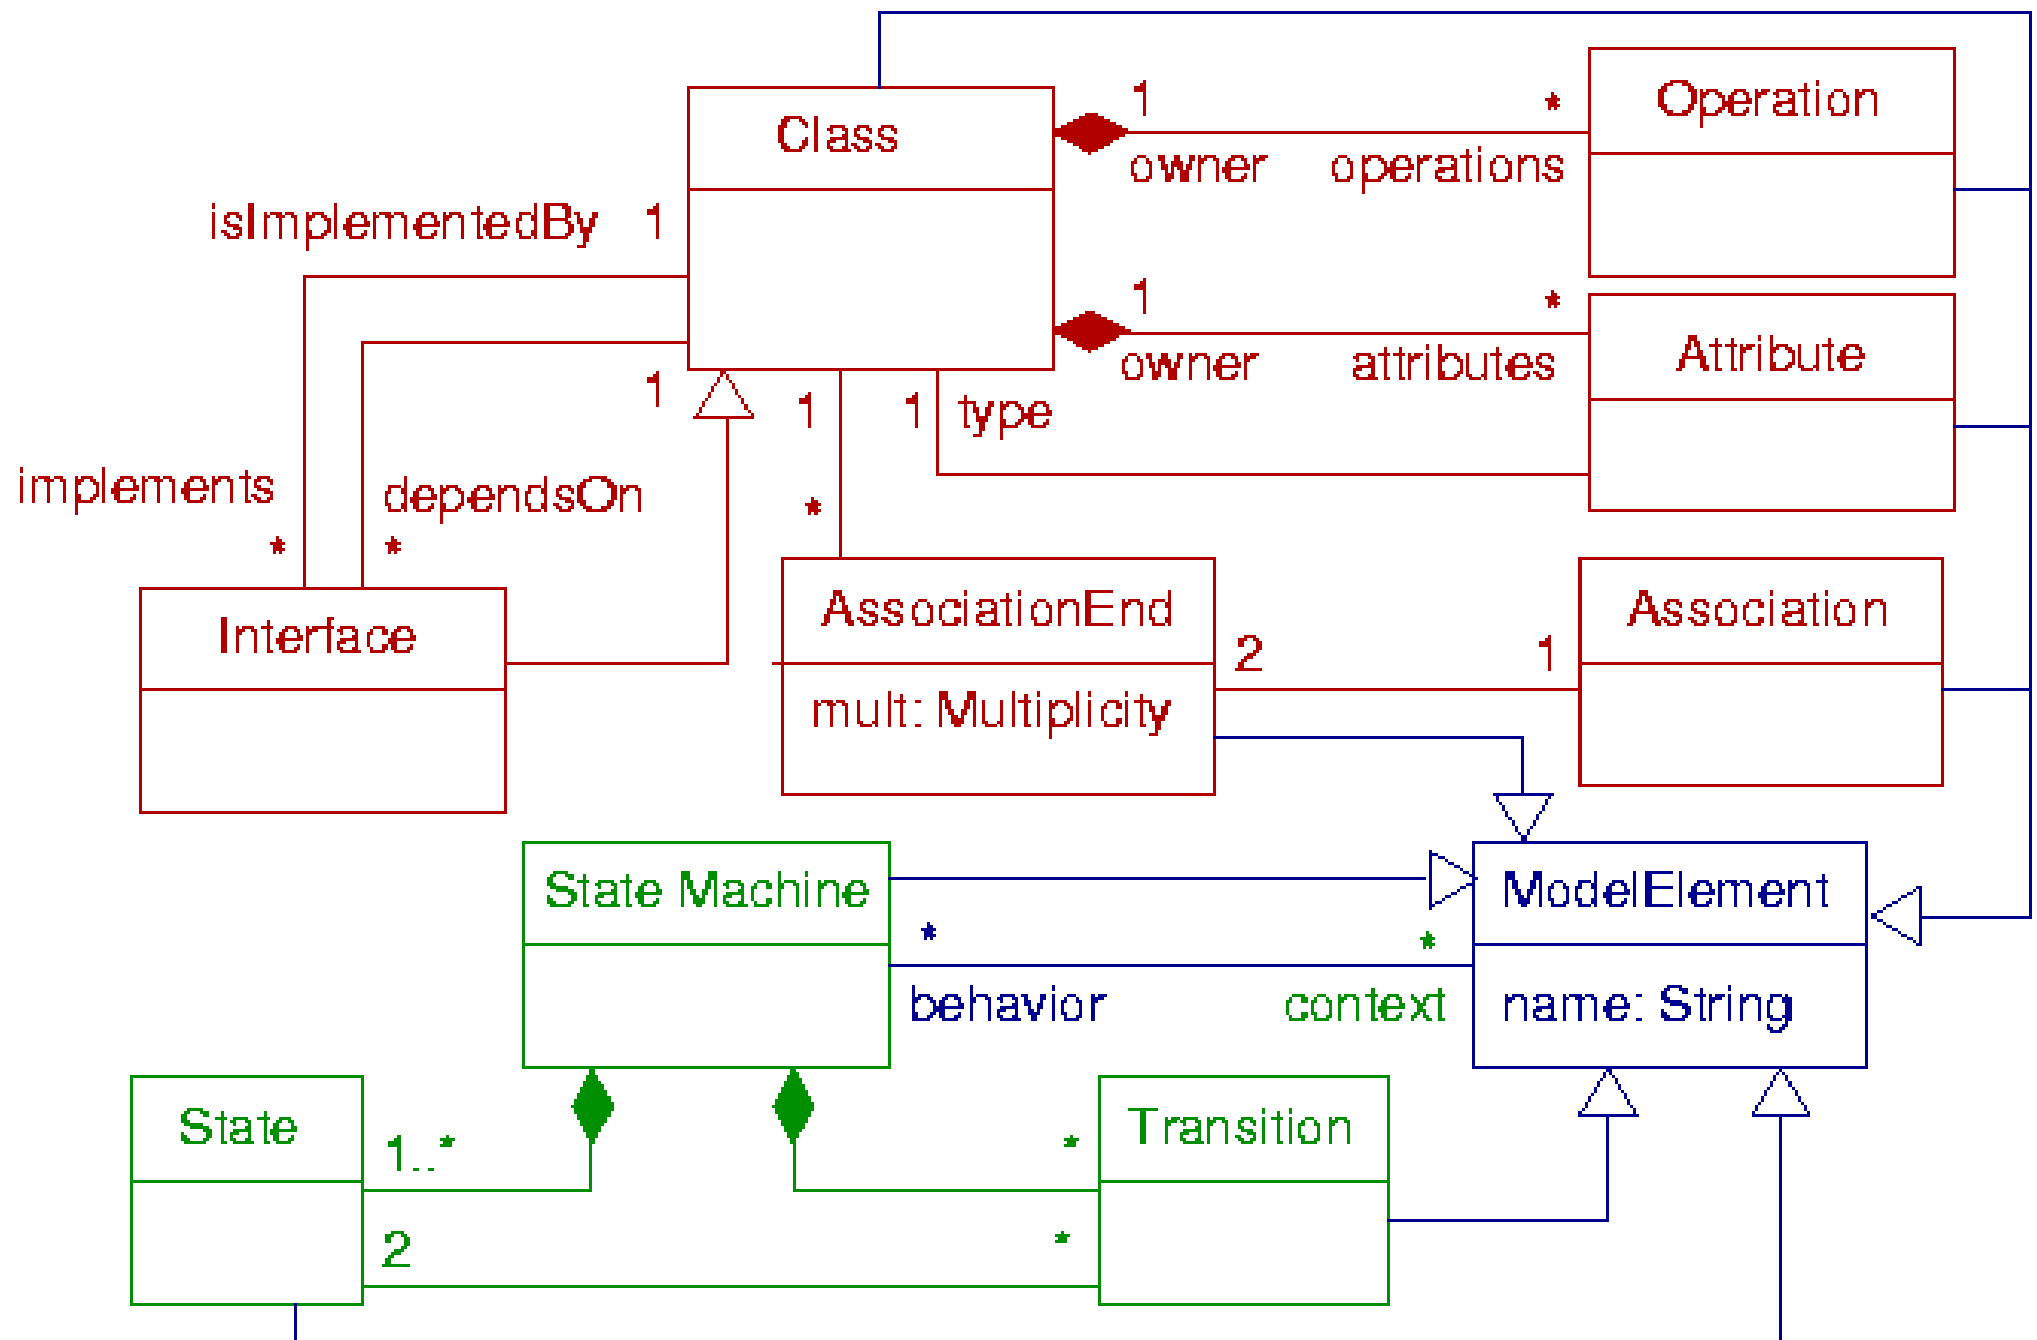 Class
1
*
Operation
owner
operations
isImplementedBy
1
1
*
Attribute
owner
attributes
1
1
1
type
implements
dependsOn
*
*
*
Interface
AssociationEnd
2
1
Association
mult: Multiplicity
State Machine
ModelElement
*
*
behavior
context
name: String
State
1..*
*
Transition
2
*